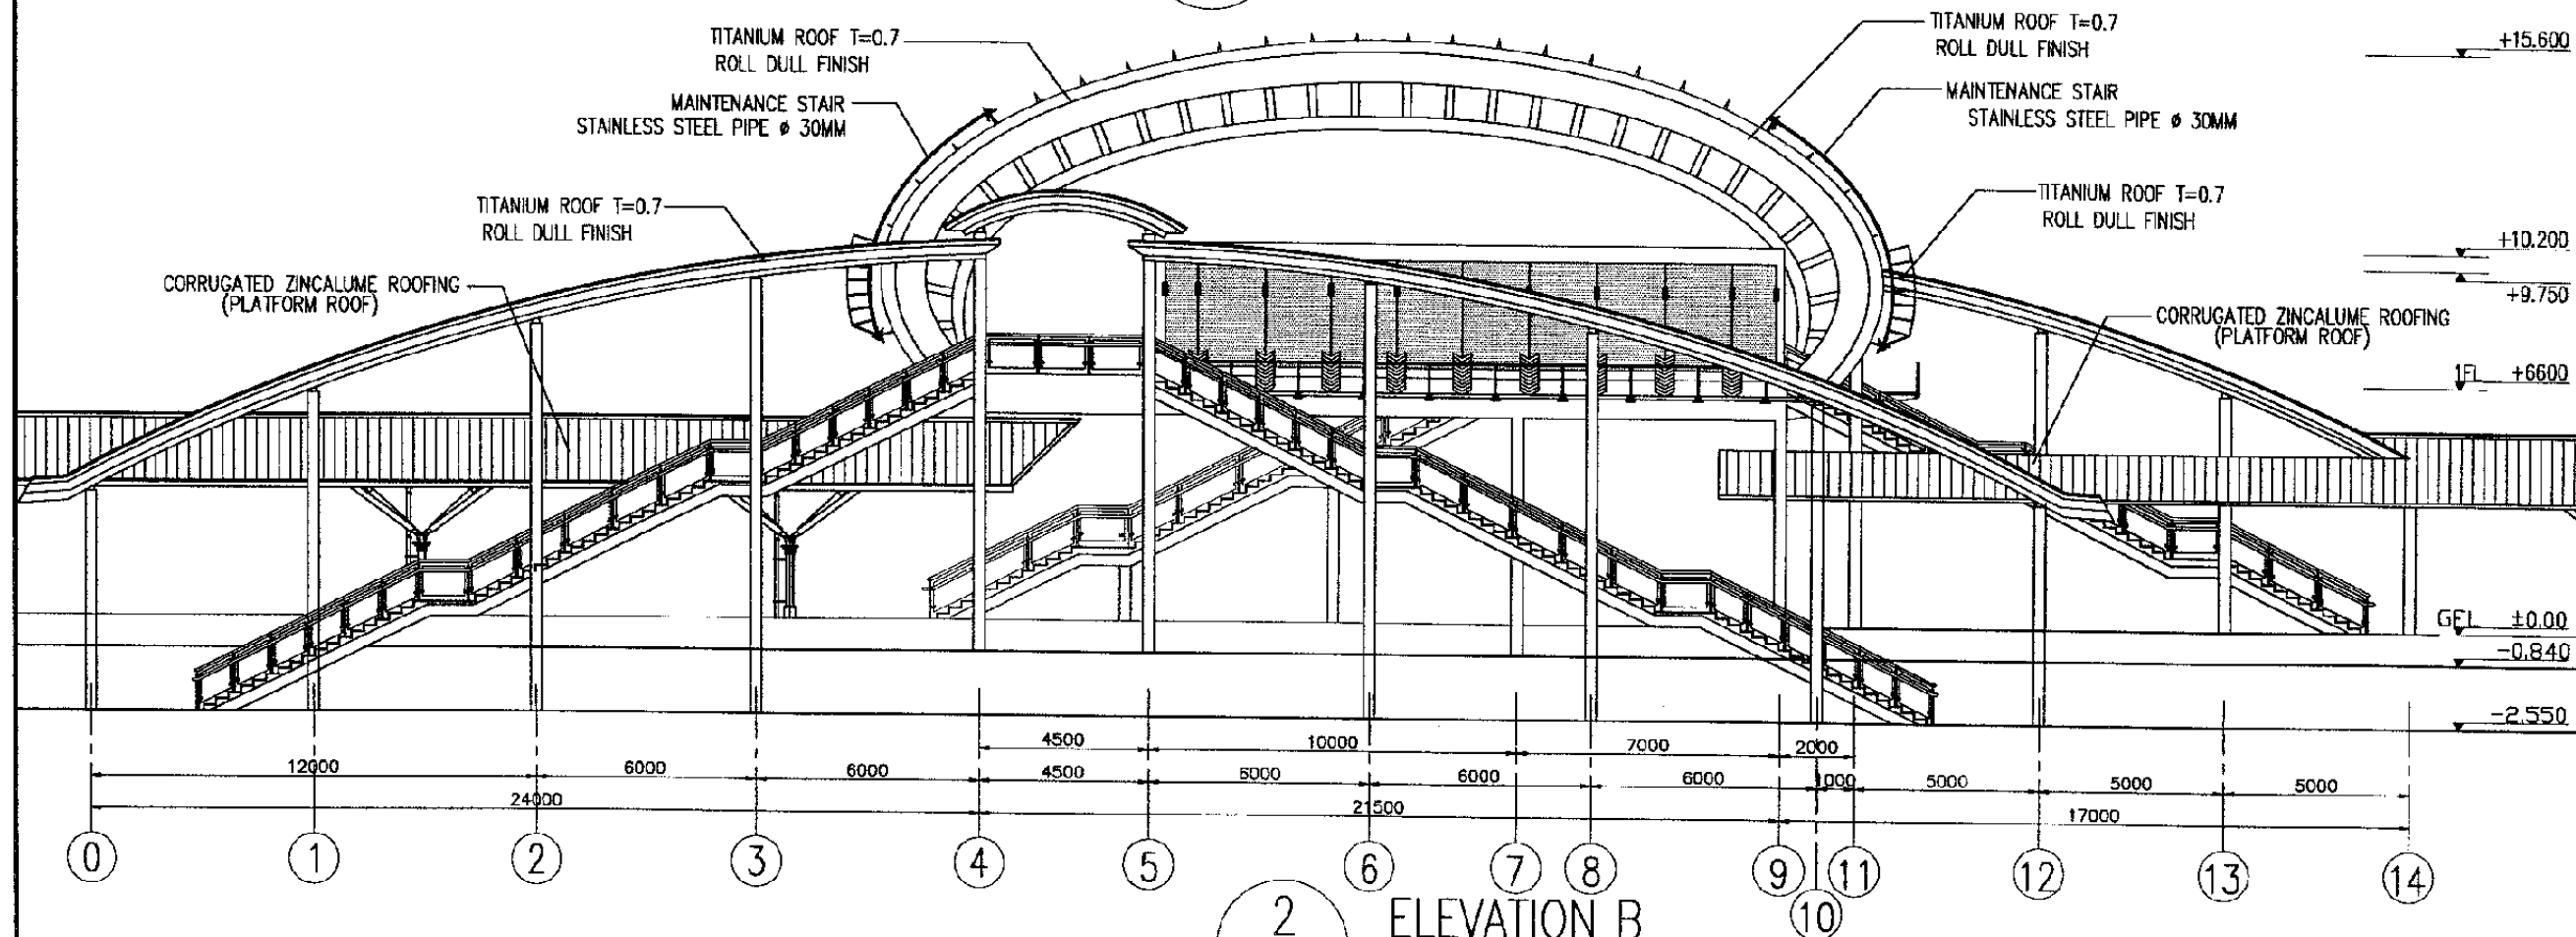 TITANIUM ROOF T=0.7
ROLL DULL FINISH
MAINTENANCE STAIR
STAINLESS STEEL PIPE ø 30MM
TITANIUM ROOF T=0.7
ROLL DULL FINISH
CORRUGATED ZINCALUME ROOFING
(PLATFORM ROOF)
TITANIUM ROOF T=0.7
ROLL DULL FINISH
MAINTENANCE STAIR
STAINLESS STEEL PIPE ø 30MM
TITANIUM ROOF T=0.7
ROLL DULL FINISH
CORRUGATED ZINCALUME ROOFING
(PLATFORM ROOF)
+15.600
+10.200
+9.750
1FL +6600
GFL ±0.00
-0.840
-2.550
4500 10000 7000 2000
12000 6000 6000 4500 6000 6000 6000 1000 5000 5000 5000
24000 21500 17000
0 1 2 3 4 5 6 7 8 9 11 12 13 14
10
2 ELEVATION B